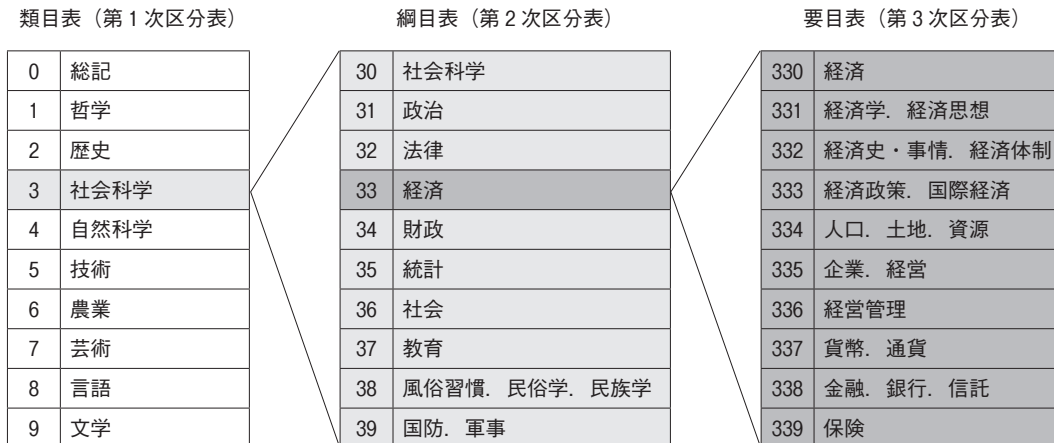 類目表（第１次区分表）
0 総記
1 哲学
2 歴史
3 社会科学
4 自然科学
5 技術
6 農業
7 芸術
8 言語
9 文学
綱目表（第２次区分表）
30 社会科学
31 政治
32 法律
33 経済
34 財政
35 統計
36 社会
37 教育
38 風俗習慣．民俗学．民族学
39 国防．軍事
要目表（第３次区分表）
330 経済
331 経済学．経済思想
332 経済史・事情．経済体制
333 経済政策．国際経済
334 人口．土地．資源
335 企業．経営
336 経営管理
337 貨幣．通貨
338 金融．銀行．信託
339 保険